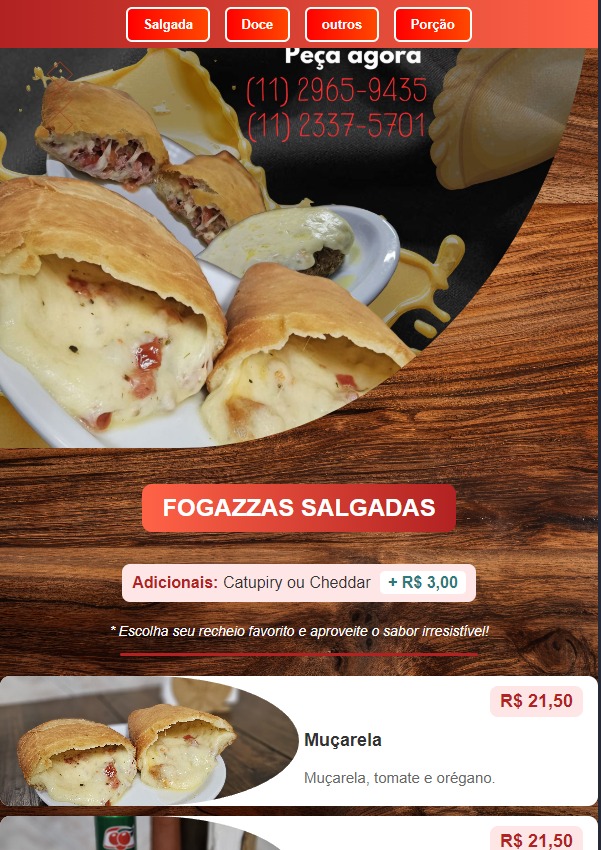 Salgada Doce outros Porção
Peça agora
(11) 2965-9435
(11) 2337-5701
FOGAZZAS SALGADAS
Adicionais: Catupiry ou Cheddar + R$ 3,00
* Escolha seu recheio favorito e aproveite o sabor irresistível!
R$ 21,50
Muçarela
Muçarela, tomate e orégano.
R$ 21,50